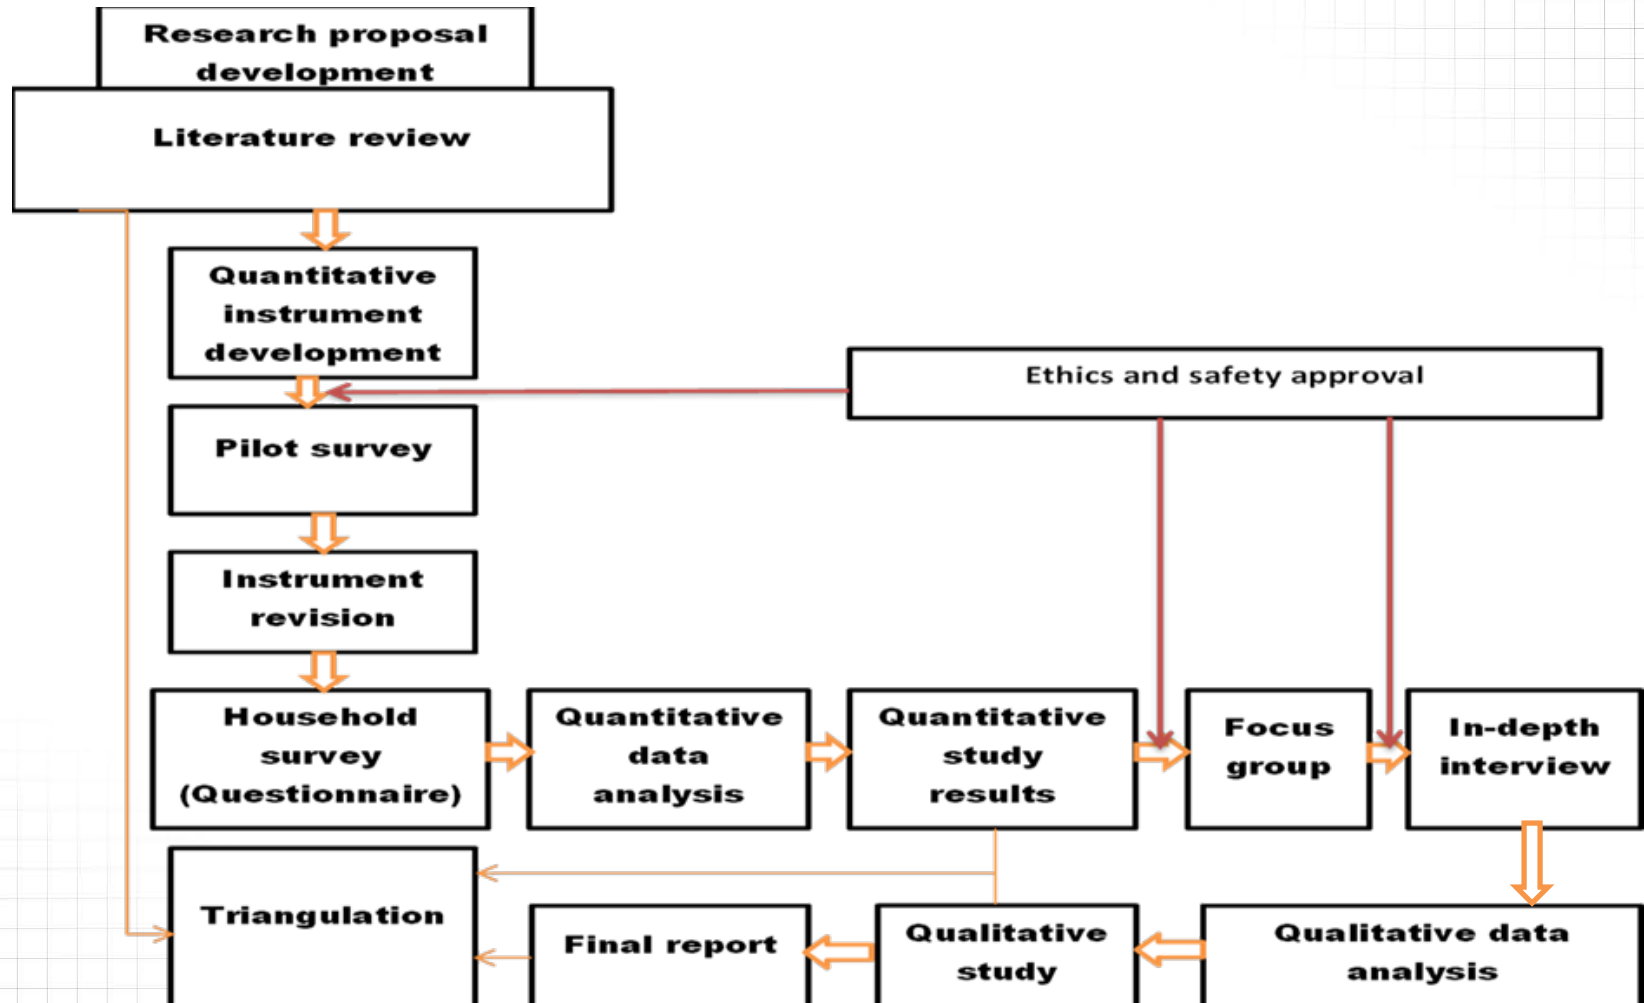 Research proposal
development
Literature review
Quantitative
instrument
development
Ethics and safety approval
Pilot survey
Instrument
revision
Household
survey
(Questionnaire)
Quantitative
data
analysis
Quantitative
study
results
Focus
group
In-depth
interview
Triangulation
Final report
Qualitative
study
Qualitative data
analysis